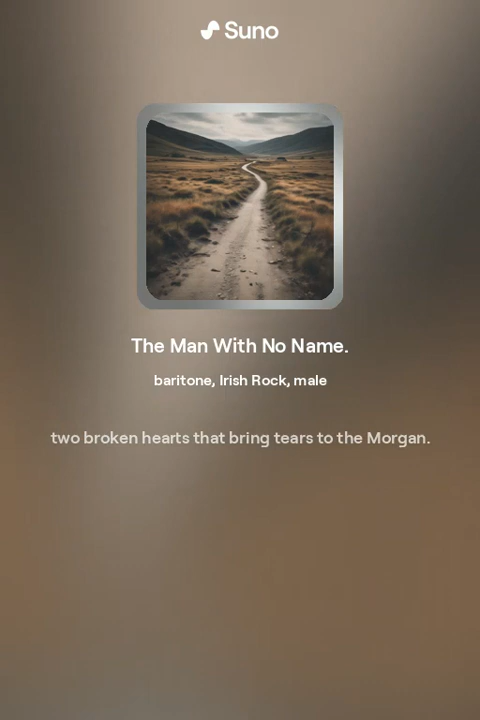 Suno
The Man With No Name.
baritone, Irish Rock, male
two broken hearts that bring tears to the Morgan.